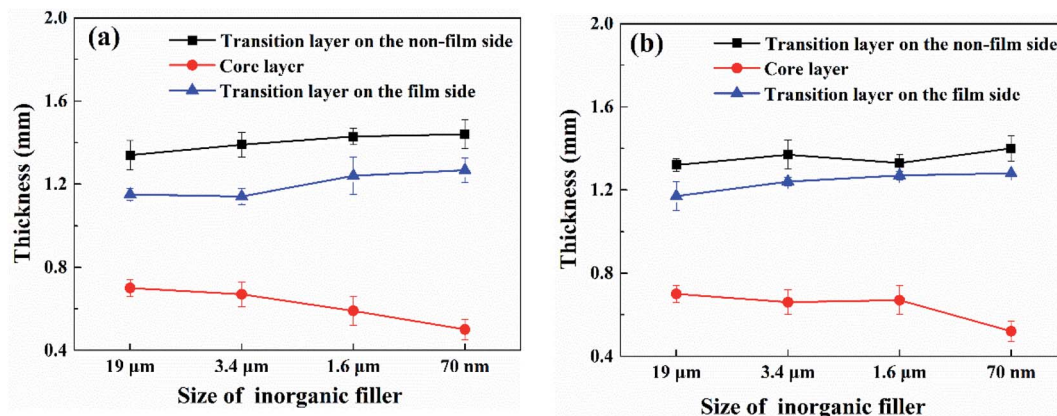 (a)
Transition layer on the non-film side
Core layer
Transition layer on the film side
Thickness (mm)
2.0
1.6
1.2
0.8
0.4
19 μm
3.4 μm
1.6 μm
70 nm
Size of inorganic filler
(b)
Transition layer on the non-film side
Core layer
Transition layer on the film side
Thickness (mm)
2.0
1.6
1.2
0.8
0.4
19 μm
3.4 μm
1.6 μm
70 nm
Size of inorganic filler